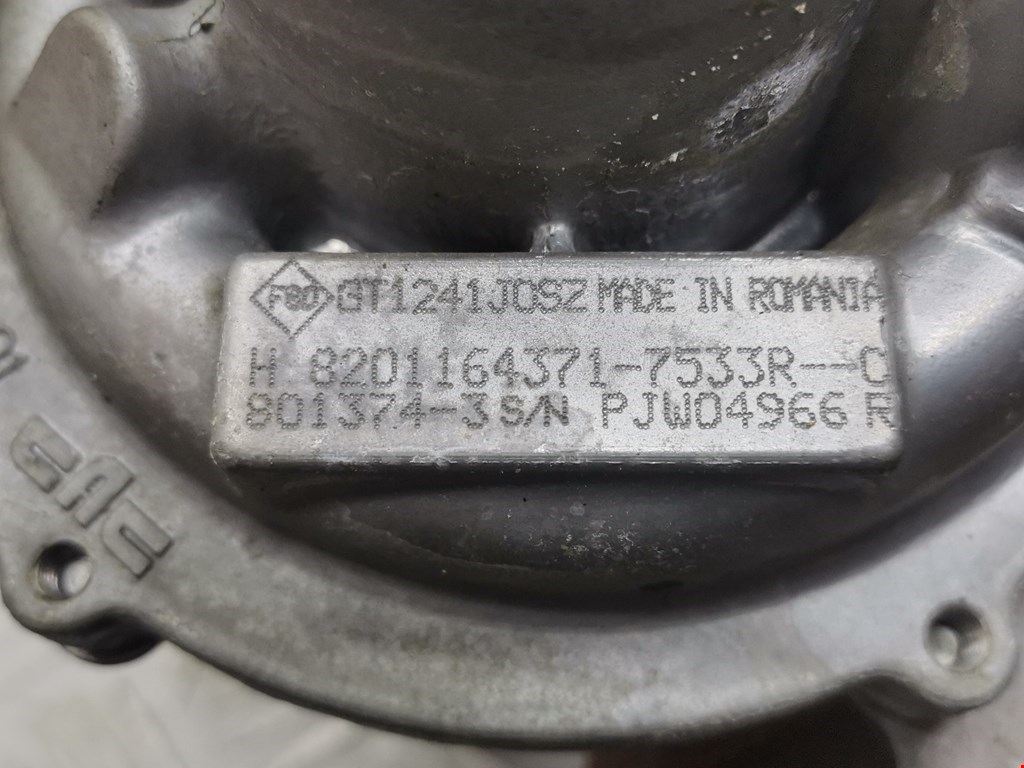 GT1241JOSZ MADE IN ROMANIA
H 8201164371-7533R--C
801374-3 S/N PJW04966 R